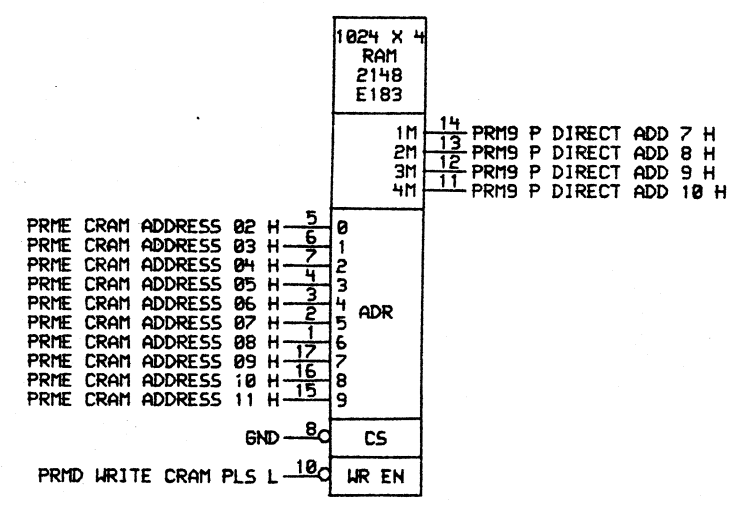 1024 X 4
RAM
2148
E183
1M 14 PRM9 P DIRECT ADD 7 H
2M 13 PRM9 P DIRECT ADD 8 H
3M 12 PRM9 P DIRECT ADD 9 H
4M 11 PRM9 P DIRECT ADD 10 H
PRME CRAM ADDRESS 02 H 5 0
PRME CRAM ADDRESS 03 H 6 1
PRME CRAM ADDRESS 04 H 7 2
PRME CRAM ADDRESS 05 H 4 3
PRME CRAM ADDRESS 06 H 3 4
ADR
PRME CRAM ADDRESS 07 H 2 5
PRME CRAM ADDRESS 08 H 1 6
PRME CRAM ADDRESS 09 H 17 7
PRME CRAM ADDRESS 10 H 16 8
PRME CRAM ADDRESS 11 H 15 9
GND 8 CS
PRMD WRITE CRAM PLS L 10 WR EN